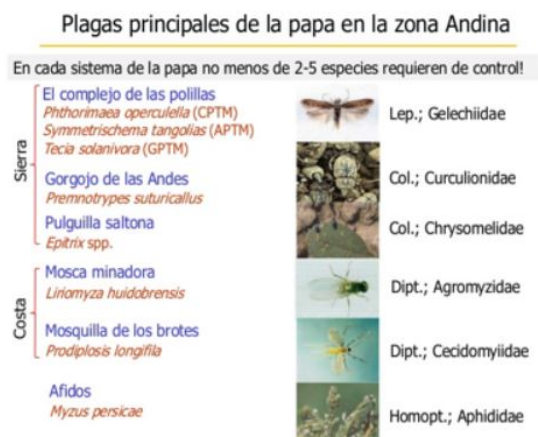 Plagas principales de la papa en la zona Andina
En cada sistema de la papa no menos de 2-5 especies requieren de control!
Sierra
El complejo de las polillas
Phthorimaea operculella (CPTM)
Symmetrischema tangolias (APTM)
Tecia solanivora (GPTM)
Lep.; Gelechiidae
Gorgojo de las Andes
Premnotrypes suturicallus
Col.; Curculionidae
Pulguilla saltona
Epitrix spp.
Col.; Chrysomelidae
Costa
Mosca minadora
Liriomyza huidobrensis
Dipt.; Agromyzidae
Mosquilla de los brotes
Prodiplosis longifila
Dipt.; Cecidomyiidae
Afidos
Myzus persicae
Homopt.; Aphididae